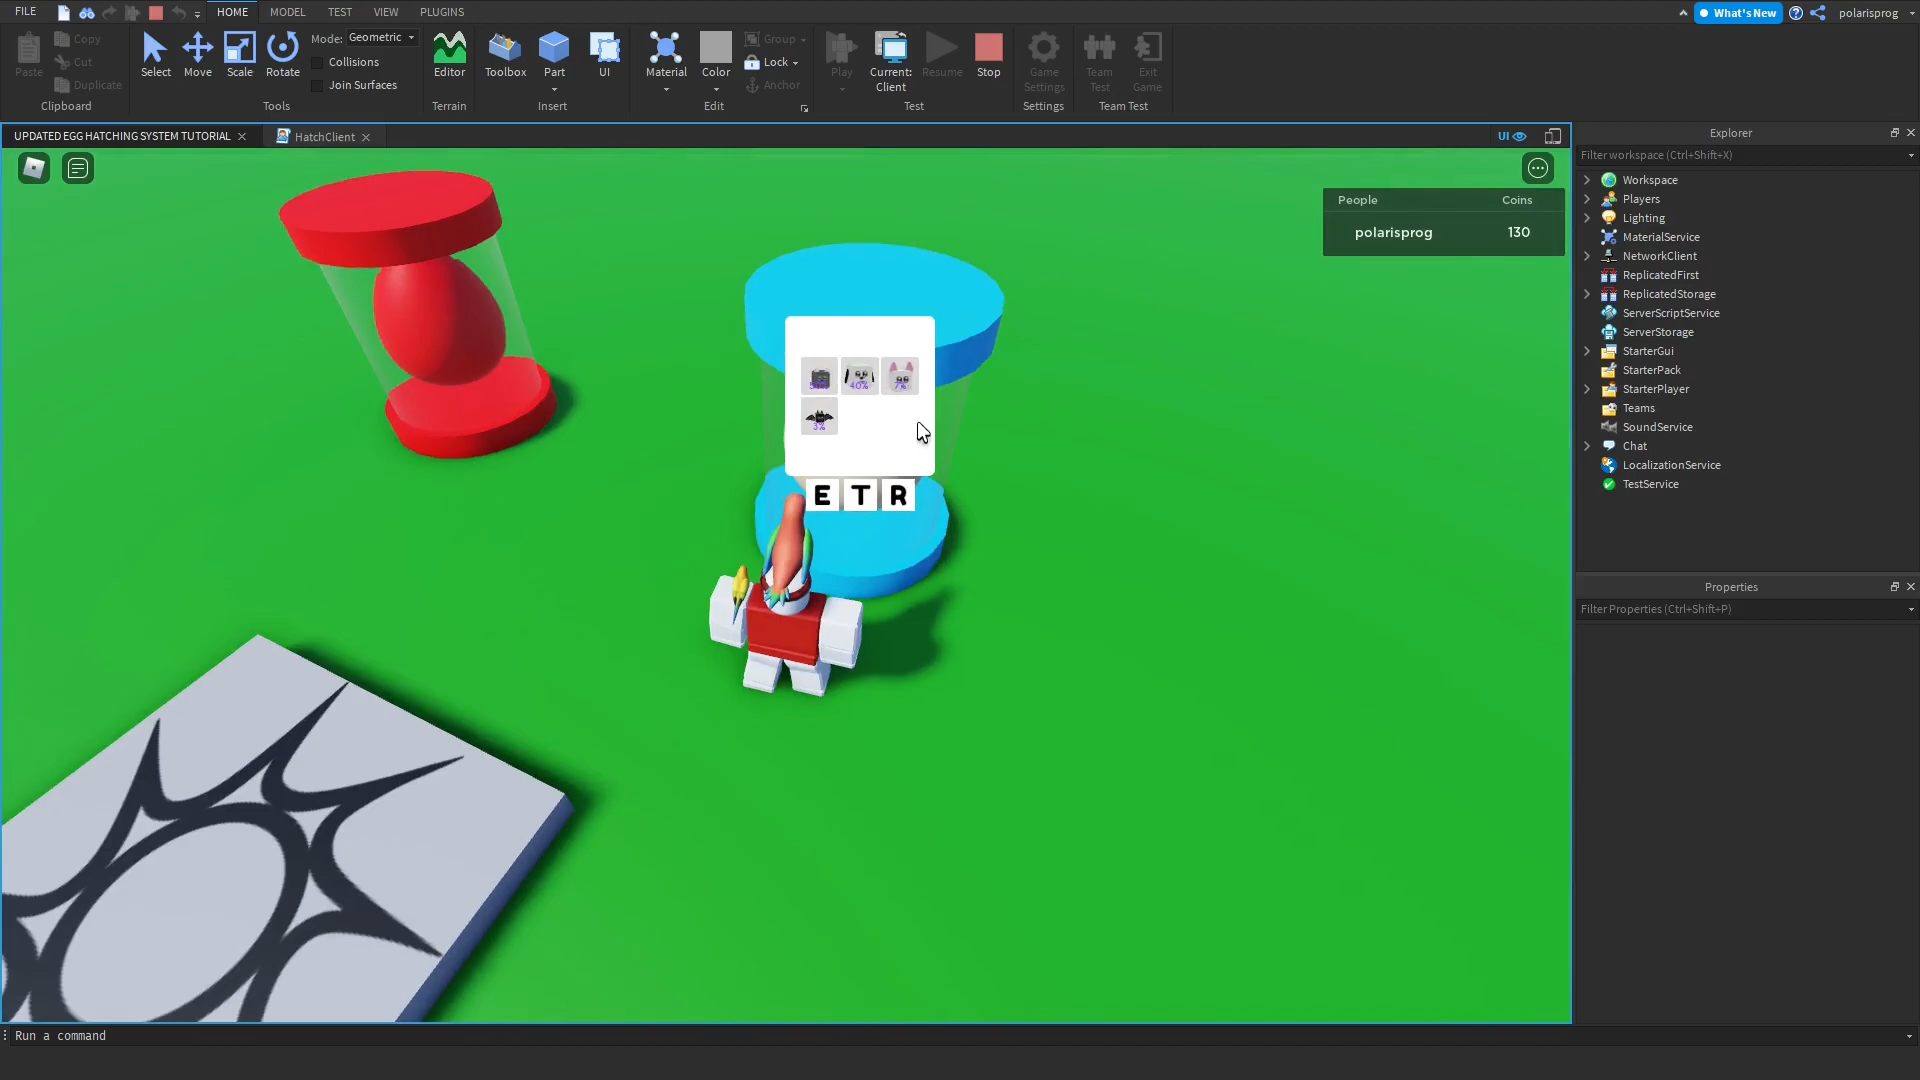 FILE
HOME
MODEL
TEST
VIEW
PLUGINS
What's New
polarisprog
Paste
Copy
Cut
Duplicate
Clipboard
Select
Move
Scale
Rotate
Mode: Geometric
Collisions
Join Surfaces
Tools
Editor
Terrain
Toolbox
Part
UI
Insert
Material
Color
Group
Lock
Anchor
Edit
Play
Current:
Client
Resume
Stop
Test
Game
Settings
Settings
Team
Test
Exit
Game
Team Test
UPDATED EGG HATCHING SYSTEM TUTORIAL
HatchClient
UI
People Coins
polarisprog 130
40%
7%
3%
E T R
Explorer
Filter workspace (Ctrl+Shift+X)
Workspace
Players
Lighting
MaterialService
NetworkClient
ReplicatedFirst
ReplicatedStorage
ServerScriptService
ServerStorage
StarterGui
StarterPack
StarterPlayer
Teams
SoundService
Chat
LocalizationService
TestService
Properties
Filter Properties (Ctrl+Shift+P)
Run a command